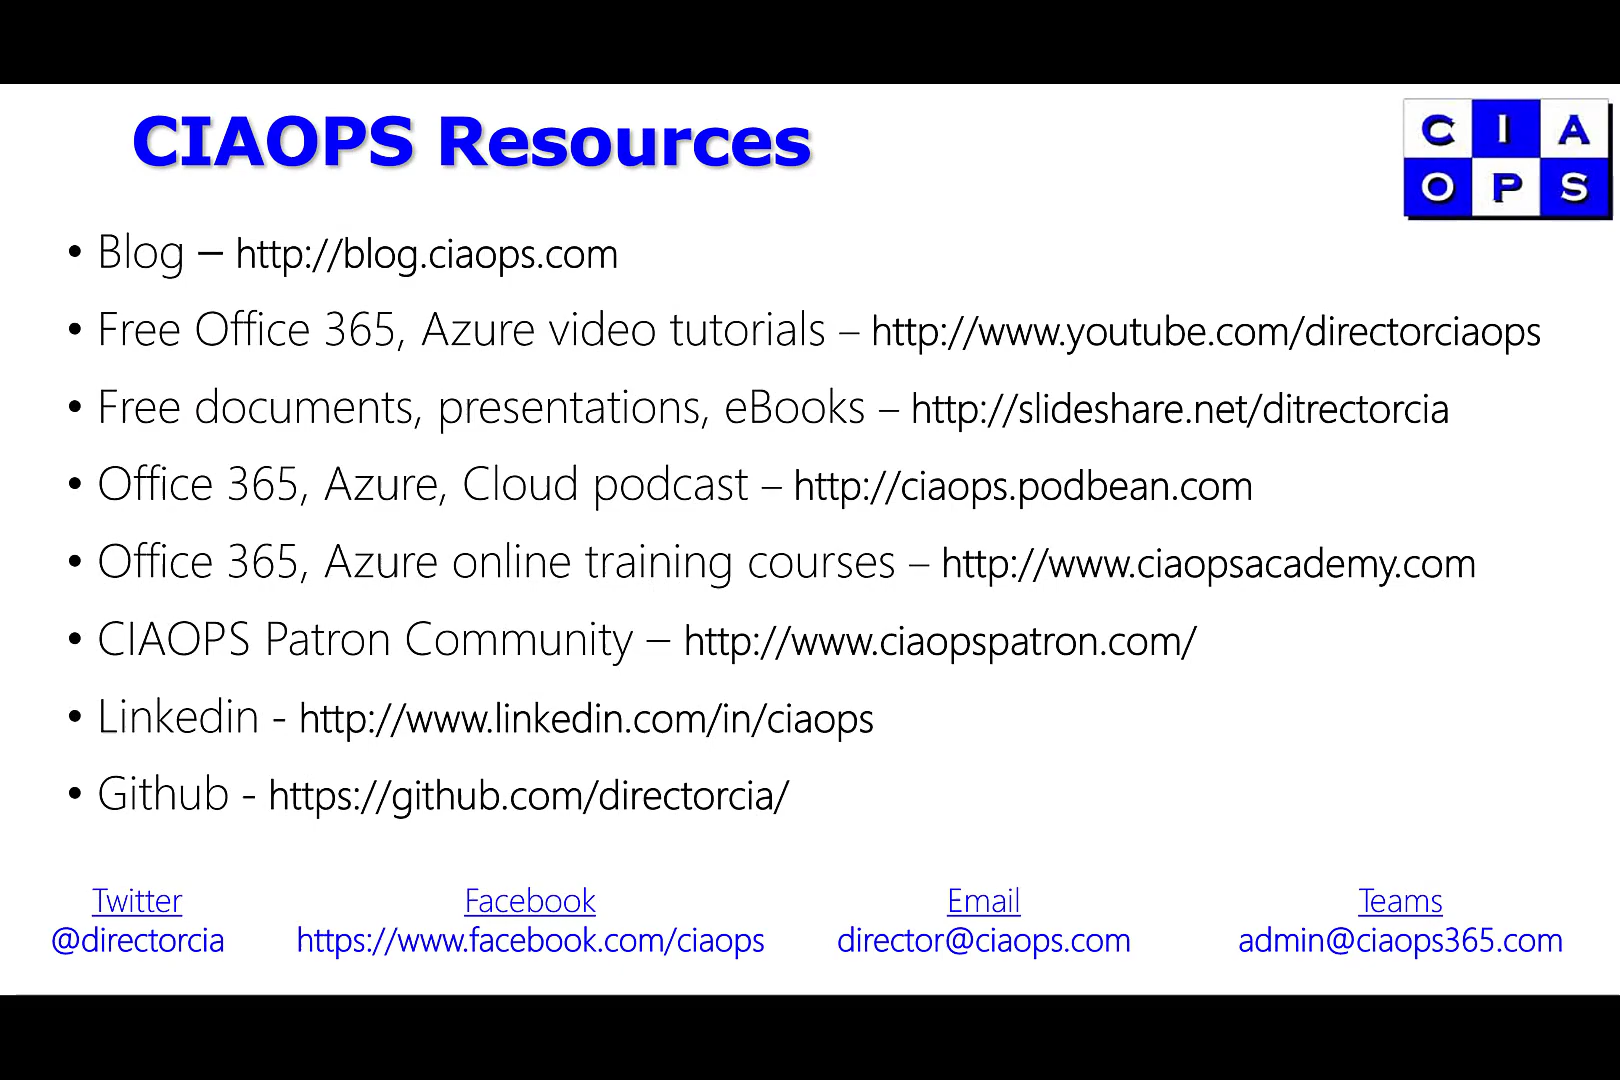 CIAOPS Resources
C I A
O P S
• Blog – http://blog.ciaops.com
• Free Office 365, Azure video tutorials – http://www.youtube.com/directorciaops
• Free documents, presentations, eBooks – http://slideshare.net/ditrectorcia
• Office 365, Azure, Cloud podcast – http://ciaops.podbean.com
• Office 365, Azure online training courses – http://www.ciaopsacademy.com
• CIAOPS Patron Community – http://www.ciaopspatron.com/
• Linkedin - http://www.linkedin.com/in/ciaops
• Github - https://github.com/directorcia/
Twitter Facebook Email Teams
@directorcia https://www.facebook.com/ciaops director@ciaops.com admin@ciaops365.com